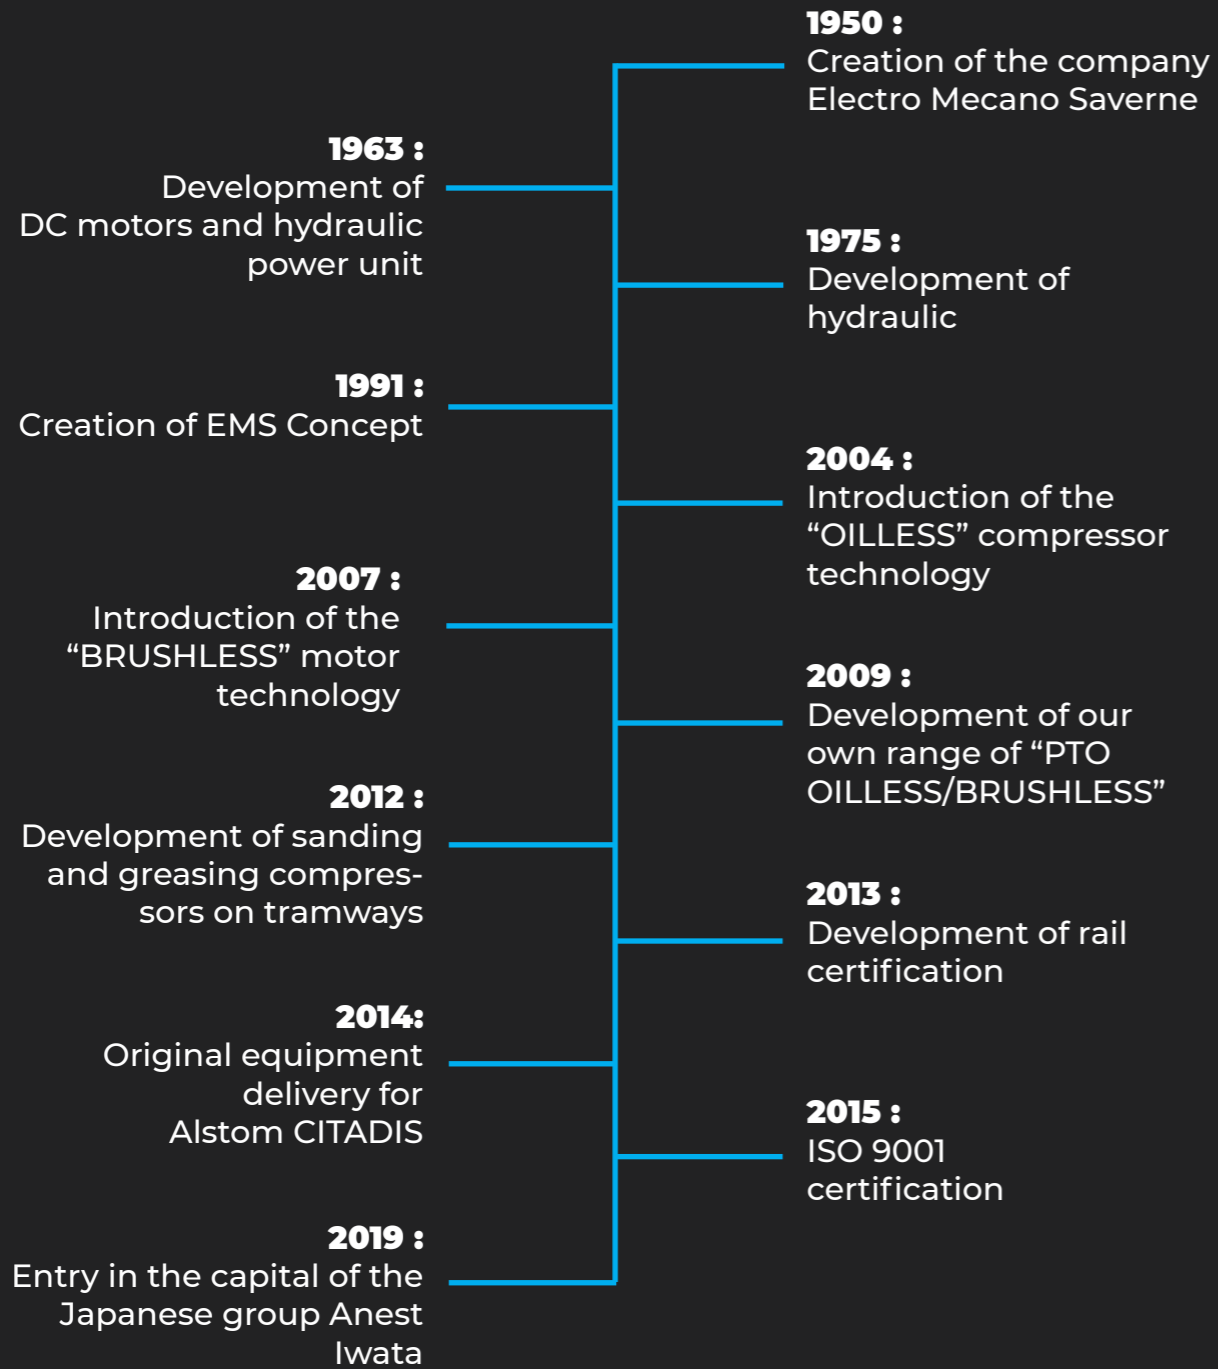 1950 :
Creation of the company
Electro Mecano Saverne
1963 :
Development of
DC motors and hydraulic
power unit
1975 :
Development of
hydraulic
1991 :
Creation of EMS Concept
2004 :
Introduction of the
“OILLESS” compressor
technology
2007 :
Introduction of the
“BRUSHLESS” motor
technology
2009 :
Development of our
own range of “PTO
OILLESS/BRUSHLESS”
2012 :
Development of sanding
and greasing compres-
sors on tramways
2013 :
Development of rail
certification
2014:
Original equipment
delivery for
Alstom CITADIS
2015 :
ISO 9001
certification
2019 :
Entry in the capital of the
Japanese group Anest
Iwata